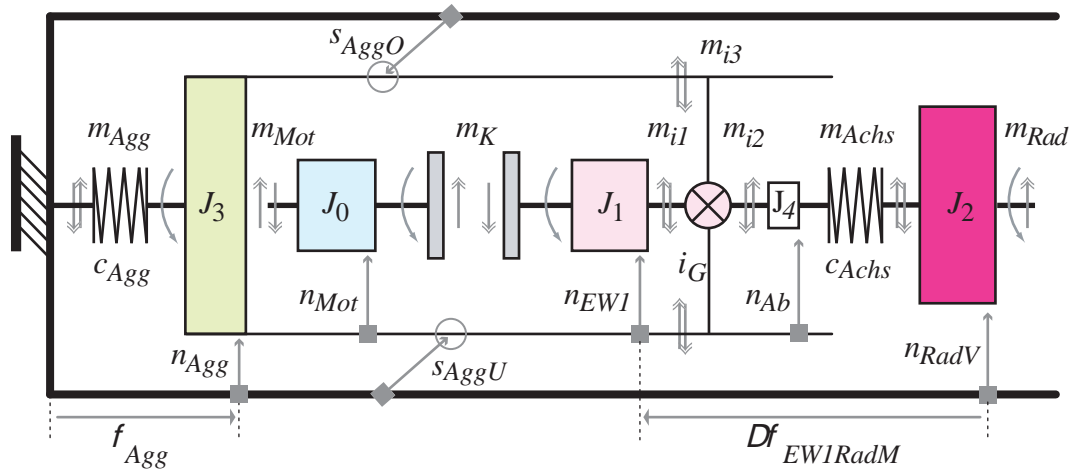 s_AggO
m_i3
m_Agg
m_Mot
m_K
m_i1
m_i2
m_Achs
m_Rad
J_3
J_0
J_1
J_4
J_2
c_Agg
i_G
c_Achs
n_Mot
n_EW1
n_Ab
n_Agg
s_AggU
n_RadV
f_Agg
Df_EW1RadM